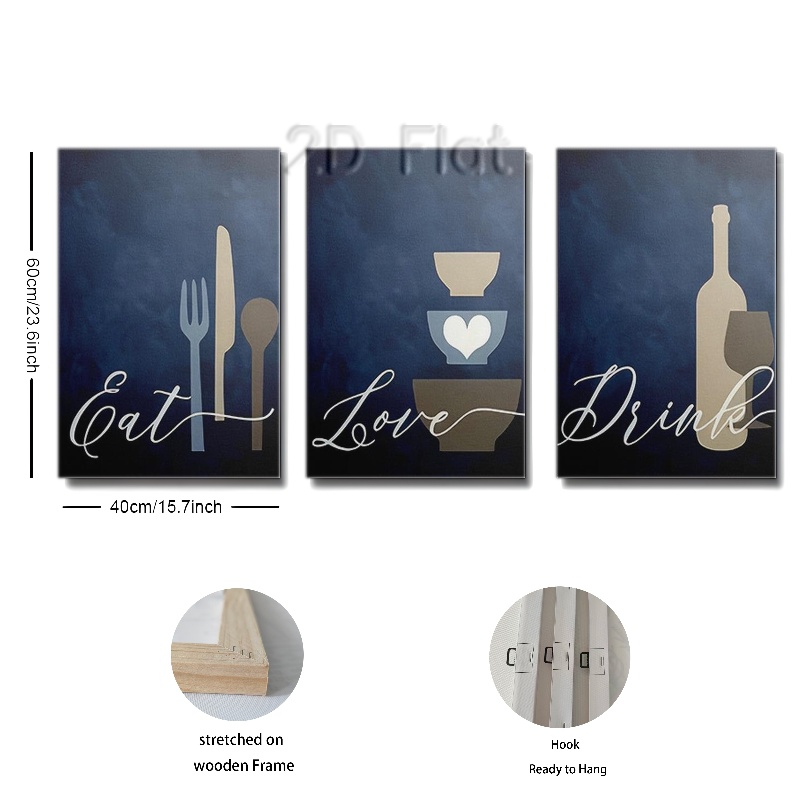 2D Flat
60cm/23.6inch
Eat
Love
Drink
40cm/15.7inch
stretched on
wooden Frame
Hook
Ready to Hang